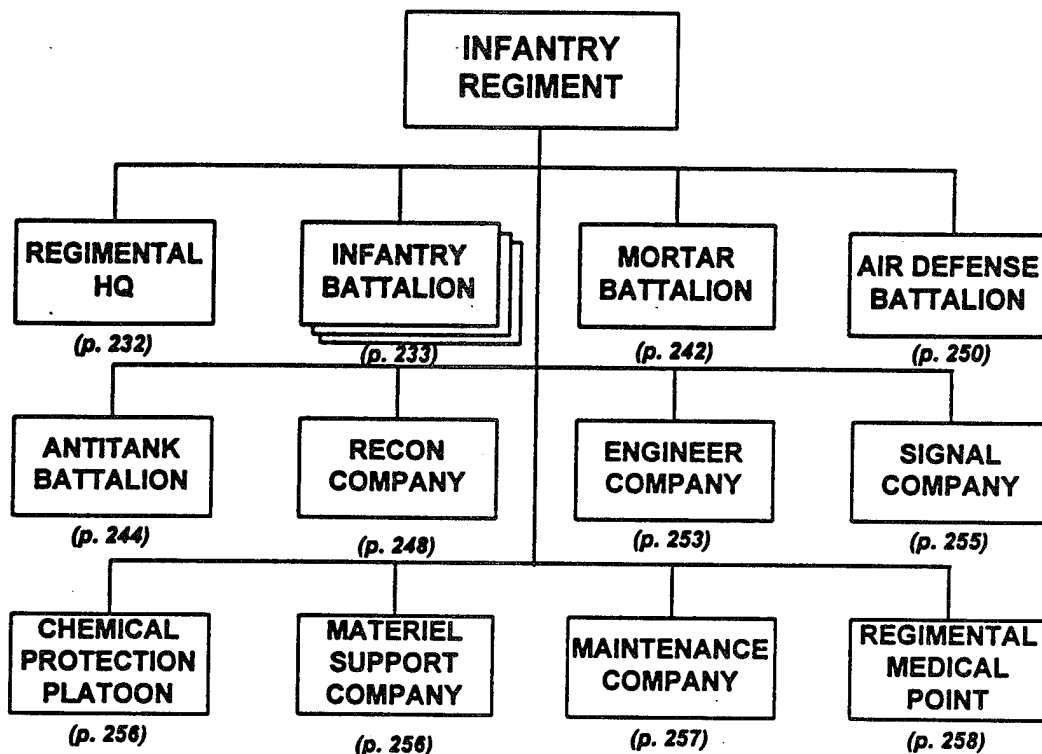 INFANTRY
REGIMENT
REGIMENTAL
HQ
(p. 232)
INFANTRY
BATTALION
(p. 233)
MORTAR
BATTALION
(p. 242)
AIR DEFENSE
BATTALION
(p. 250)
ANTITANK
BATTALION
(p. 244)
RECON
COMPANY
(p. 248)
ENGINEER
COMPANY
(p. 253)
SIGNAL
COMPANY
(p. 255)
CHEMICAL
PROTECTION
PLATOON
(p. 256)
MATERIEL
SUPPORT
COMPANY
(p. 256)
MAINTENANCE
COMPANY
(p. 257)
REGIMENTAL
MEDICAL
POINT
(p. 258)